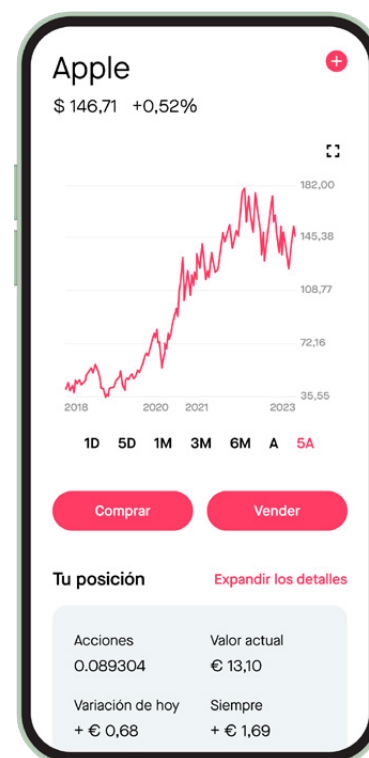 Apple
$ 146,71 +0,52%
182,00
145,38
108,77
72,16
35,55
2018 2020 2021 2023
1D 5D 1M 3M 6M A 5A
Comprar Vender
Tu posición Expandir los detalles
Acciones Valor actual
0.089304 € 13,10
Variación de hoy Siempre
+ € 0,68 + € 1,69